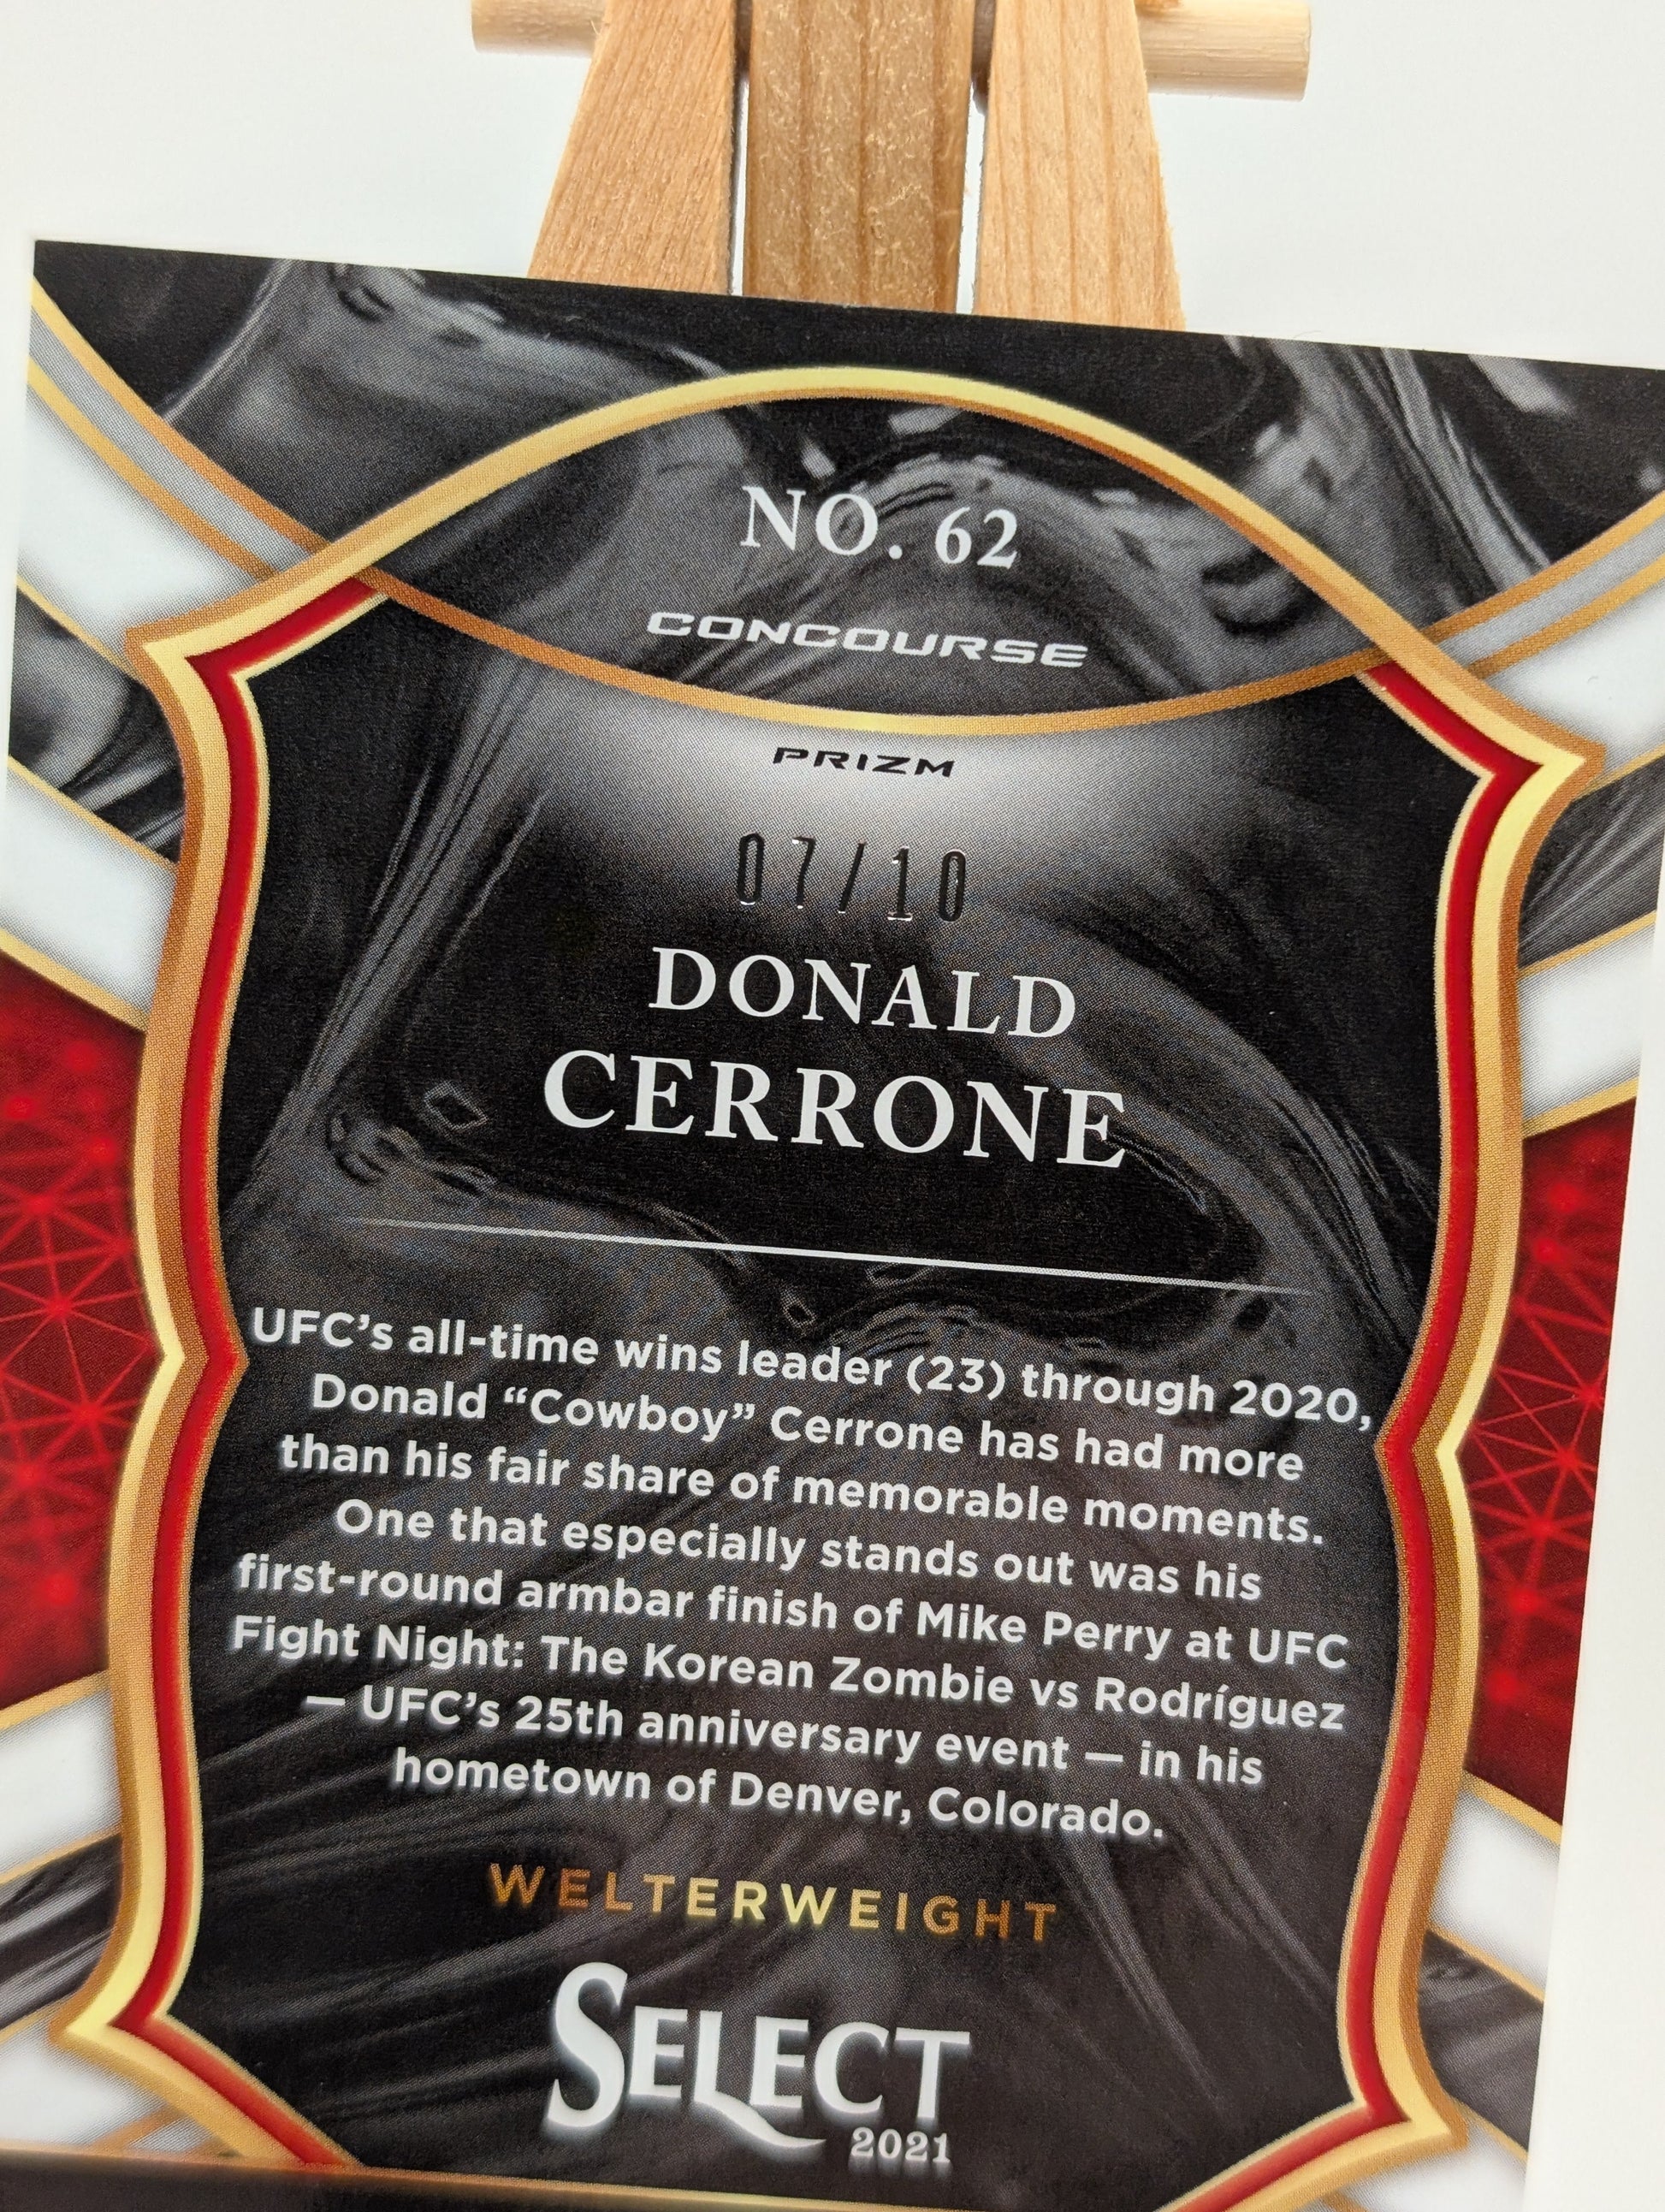 NO. 62
CONCOURSE
PRIZM
07/10
DONALD
CERRONE
UFC’s all-time wins leader (23) through 2020,
Donald “Cowboy” Cerrone has had more
than his fair share of memorable moments.
One that especially stands out was his
first-round armbar finish of Mike Perry at UFC
Fight Night: The Korean Zombie vs Rodríguez
— UFC’s 25th anniversary event — in his
hometown of Denver, Colorado.
WELTERWEIGHT
SELECT
2021